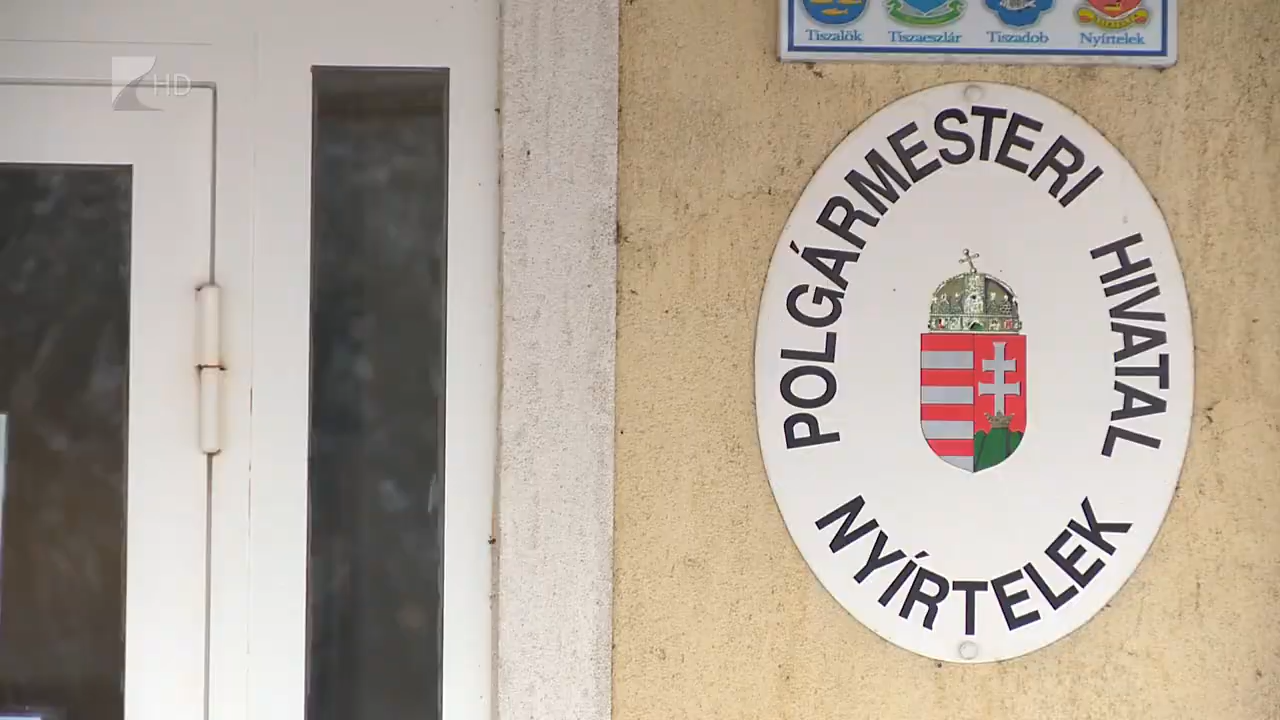 HD
Tiszalök Tiszaeszlár Tiszadob Nyírtelek
POLGÁRMESTERI HIVATAL
NYÍRTELEK